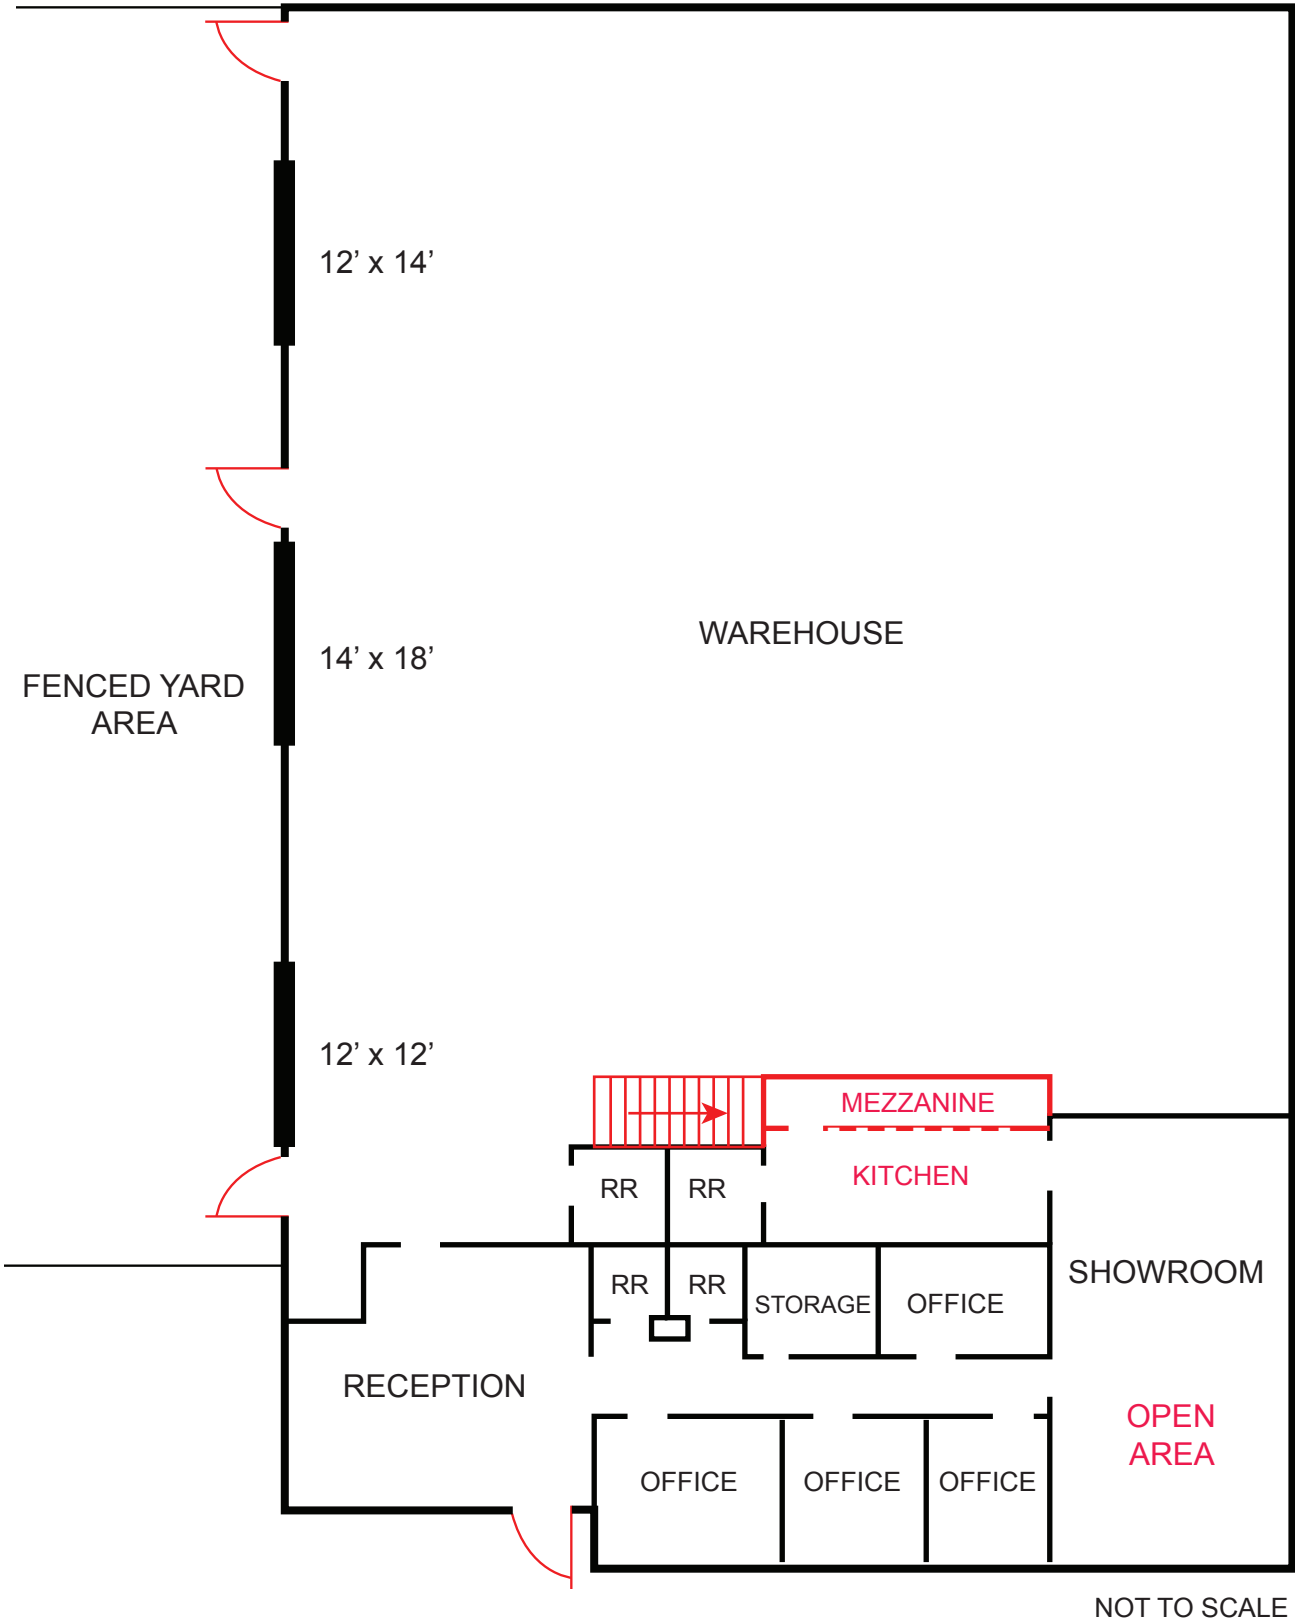 12’ x 14’
WAREHOUSE
14’ x 18’
FENCED YARD
AREA
12’ x 12’
MEZZANINE
KITCHEN
RR
RR
SHOWROOM
RR
RR
STORAGE
OFFICE
RECEPTION
OPEN
AREA
OFFICE
OFFICE
OFFICE
NOT TO SCALE